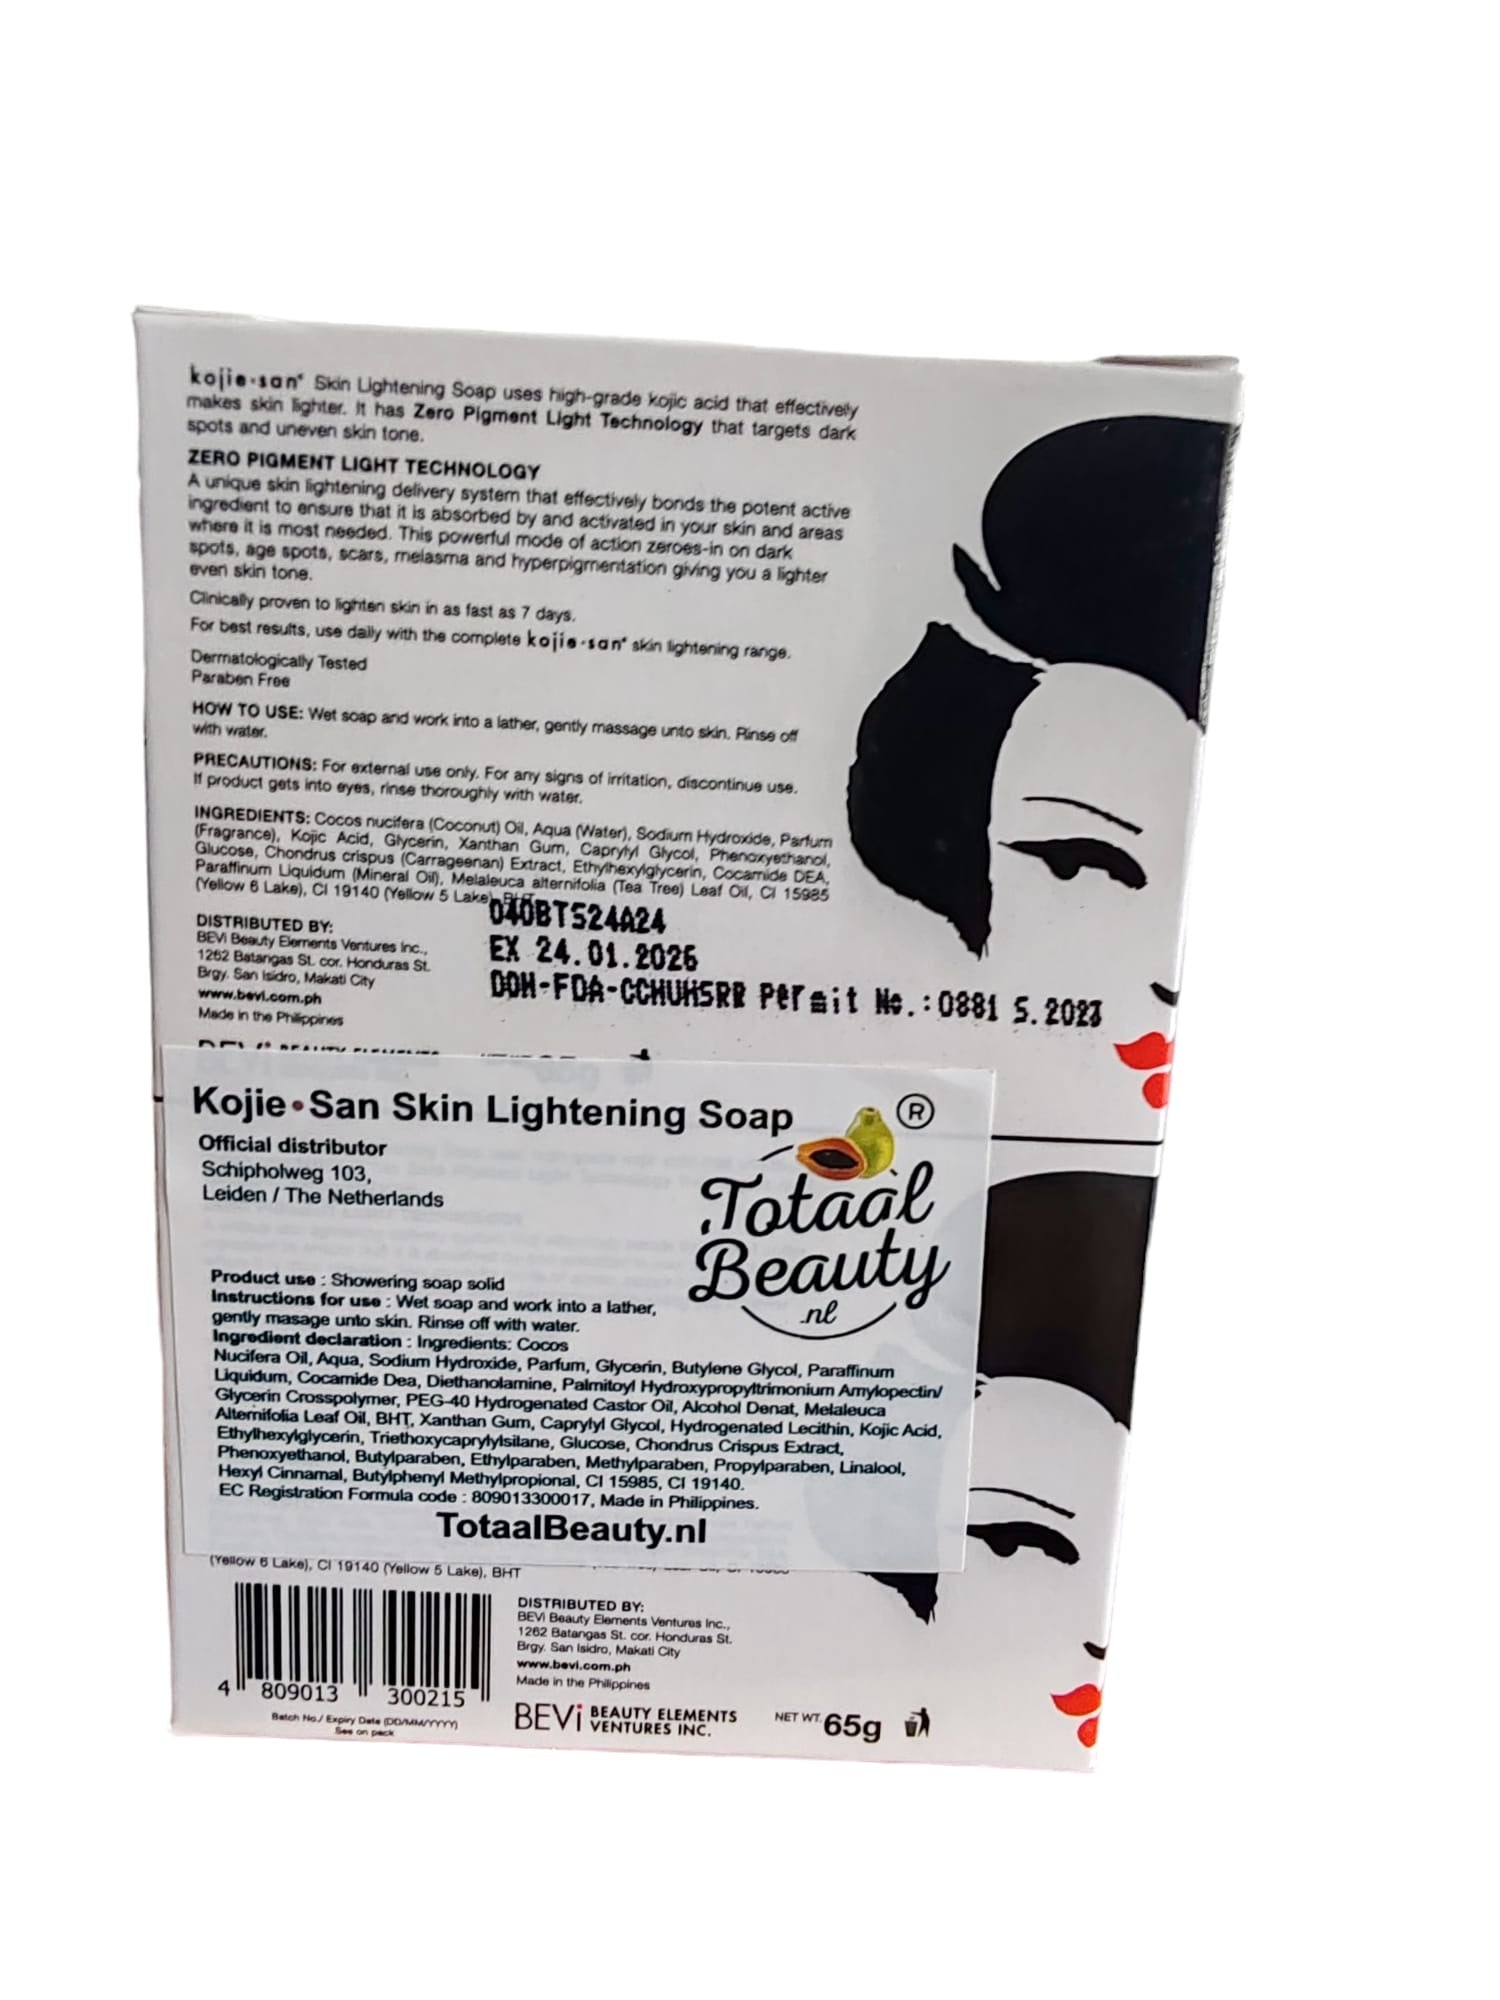 kojie·san® Skin Lightening Soap uses high-grade kojic acid that effectively
makes skin lighter. It has Zero Pigment Light Technology that targets dark
spots and uneven skin tone.
ZERO PIGMENT LIGHT TECHNOLOGY
A unique skin lightening delivery system that effectively bonds the potent active
ingredient to ensure that it is absorbed by and activated in your skin and areas
where it is most needed. This powerful mode of action zeroes-in on dark
spots, age spots, scars, melasma and hyperpigmentation giving you a lighter
even skin tone.
Clinically proven to lighten skin in as fast as 7 days.
For best results, use daily with the complete kojie·san® skin lightening range.
Dermatologically Tested
Paraben Free
HOW TO USE: Wet soap and work into a lather, gently massage unto skin. Rinse off
with water.
PRECAUTIONS: For external use only. For any signs of irritation, discontinue use.
If product gets into eyes, rinse thoroughly with water.
INGREDIENTS: Cocos nucifera (Coconut) Oil, Aqua (Water), Sodium Hydroxide, Parfum
(Fragrance), Kojic Acid, Glycerin, Xanthan Gum, Caprylyl Glycol, Phenoxyethanol,
Glucose, Chondrus crispus (Carrageenan) Extract, Ethylhexylglycerin, Cocamide DEA,
Paraffinum Liquidum (Mineral Oil), Melaleuca alternifolia (Tea Tree) Leaf Oil, CI 15985
(Yellow 6 Lake), CI 19140 (Yellow 5 Lake), BHT
040BTS24A24
EX 24.01.2026
DOH-FDA-CCHUHSRR Permit No.:0881 S.2023
DISTRIBUTED BY:
BEVi Beauty Elements Ventures Inc.,
1262 Batangas St. cor. Honduras St.
Brgy. San Isidro, Makati City
www.bevi.com.ph
Made in the Philippines
Kojie•San Skin Lightening Soap
®
Official distributor
Schipholweg 103,
Leiden / The Netherlands
Totaal
Beauty
.nl
Product use : Showering soap solid
Instructions for use : Wet soap and work into a lather,
gently masage unto skin. Rinse off with water.
Ingredient declaration : Ingredients: Cocos
Nucifera Oil, Aqua, Sodium Hydroxide, Parfum, Glycerin, Butylene Glycol, Paraffinum
Liquidum, Cocamide Dea, Diethanolamine, Palmitoyl Hydroxypropyltrimonium Amylopectin/
Glycerin Crosspolymer, PEG-40 Hydrogenated Castor Oil, Alcohol Denat, Melaleuca
Alternifolia Leaf Oil, BHT, Xanthan Gum, Caprylyl Glycol, Hydrogenated Lecithin, Kojic Acid,
Ethylhexylglycerin, Triethoxycaprylylsilane, Glucose, Chondrus Crispus Extract,
Phenoxyethanol, Butylparaben, Ethylparaben, Methylparaben, Propylparaben, Linalool,
Hexyl Cinnamal, Butylphenyl Methylpropional, CI 15985, CI 19140.
EC Registration Formula code : 809013300017, Made in Philippines.
TotaalBeauty.nl
(Yellow 6 Lake), CI 19140 (Yellow 5 Lake), BHT
4 809013 300215
Batch No./ Expiry Date (DD/MM/YYYY)
See on pack
DISTRIBUTED BY:
BEVi Beauty Elements Ventures Inc.,
1262 Batangas St. cor. Honduras St.
Brgy. San Isidro, Makati City
www.bevi.com.ph
Made in the Philippines
BEVi BEAUTY ELEMENTS
VENTURES INC.
NET WT. 65g